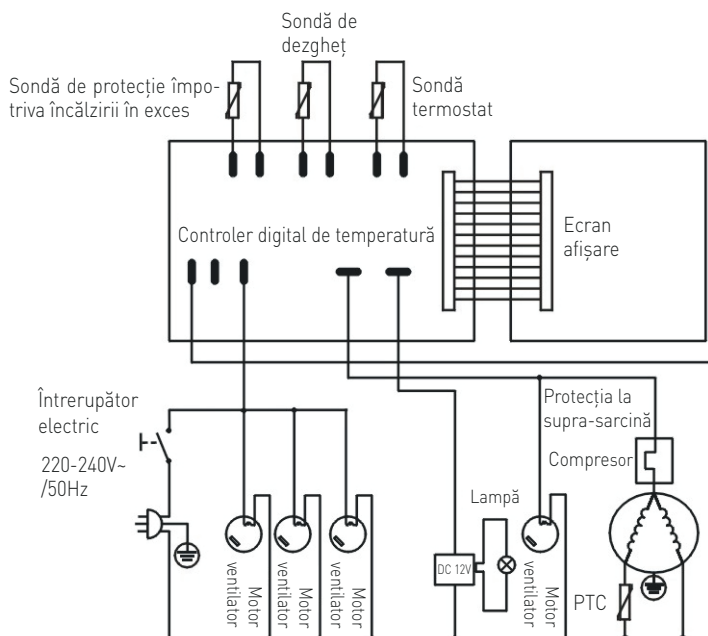 Sondă de
dezgheț
Sondă de protecție împo-
triva încălzirii în exces
Sondă
termostat
Controler digital de temperatură
Ecran
afișare
Întrerupător
electric
220-240V~
/50Hz
Protecția la
supra-sarcină
Compresor
Lampă
DC 12V
Motor
ventilator
Motor
ventilator
Motor
ventilator
Motor
ventilator
PTC